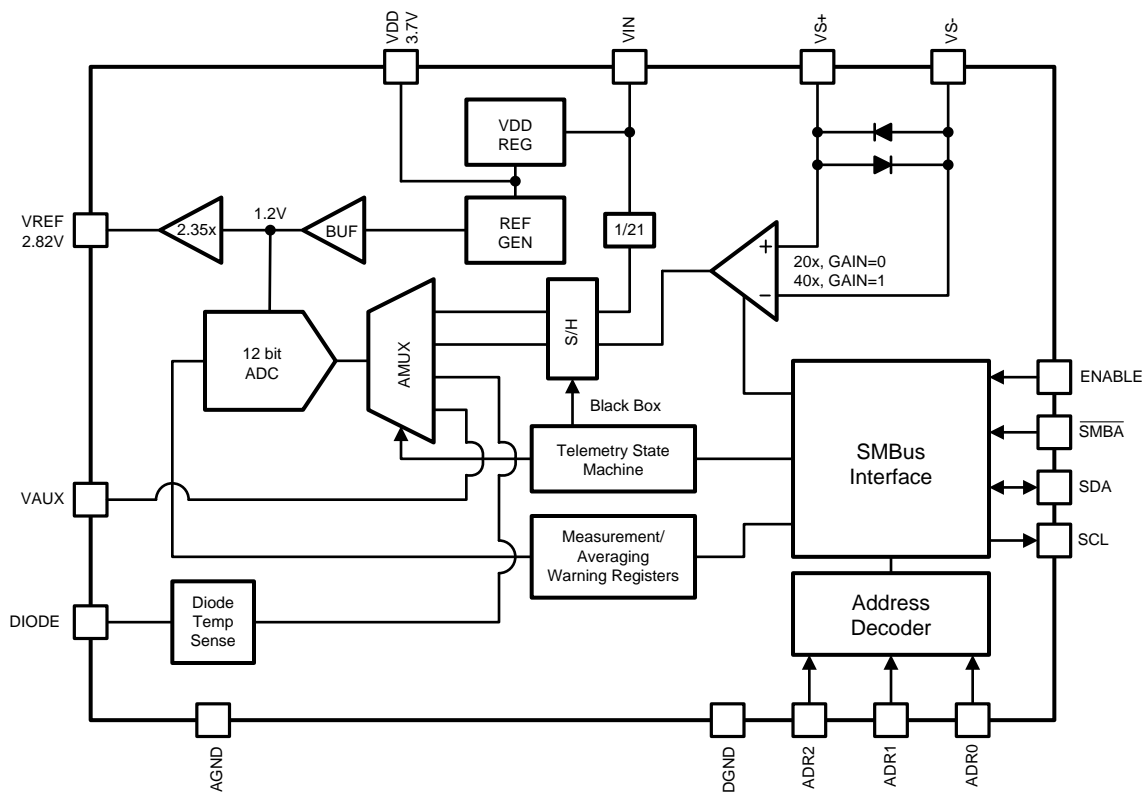 VDD
3.7V
VIN
VS+
VS-
VDD
REG
VREF
2.82V
2.35x
1.2V
BUF
REF
GEN
1/21
+
20x, GAIN=0
40x, GAIN=1
−
12 bit
ADC
AMUX
S/H
Black Box
Telemetry State
Machine
SMBus
Interface
ENABLE
SMBA
SDA
SCL
VAUX
Measurement/
Averaging
Warning Registers
DIODE
Diode
Temp
Sense
Address
Decoder
AGND
DGND
ADR2
ADR1
ADR0